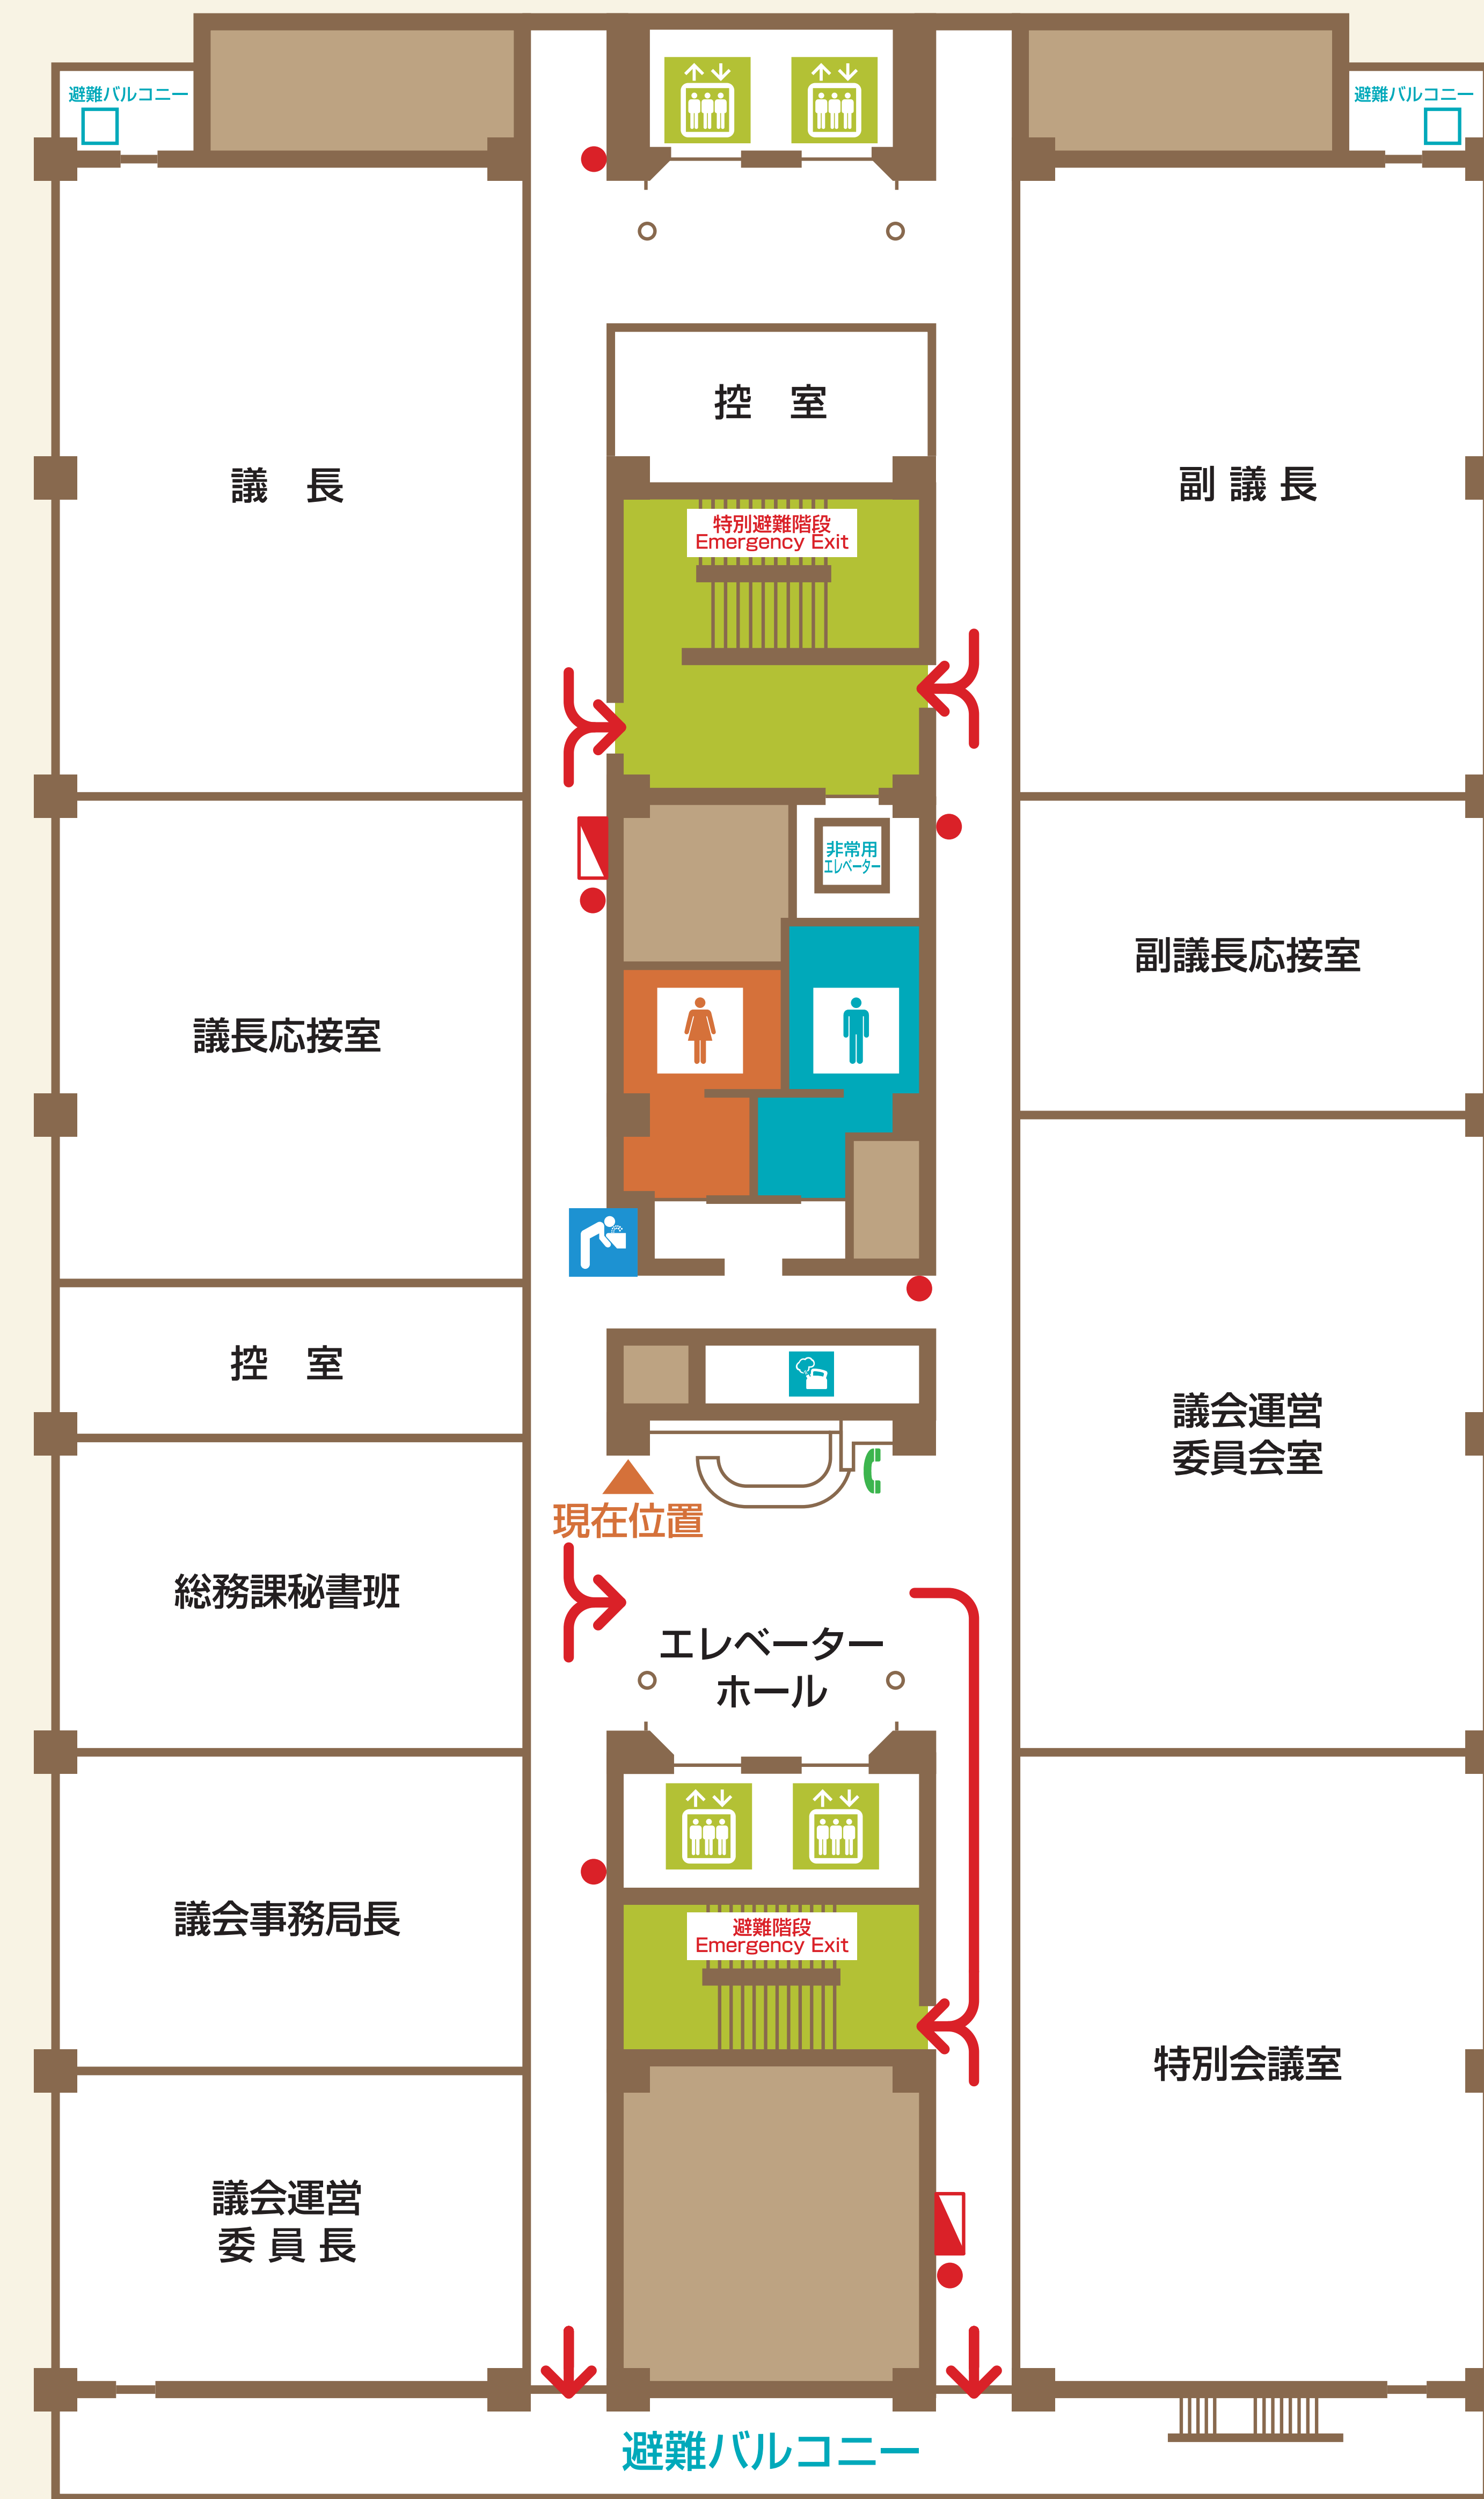 避難バルコニー
避難バルコニー
控 室
議 長
副 議 長
特別避難階段
Emergency Exit
非常用
エレベーター
副議長応接室
議長応接室
控 室
議会運営
委員会室
現在位置
総務課秘書班
エレベーター
ホール
議会事務局長
避難階段
Emergency Exit
特別会議室
議会運営
委 員 長
避難バルコニー